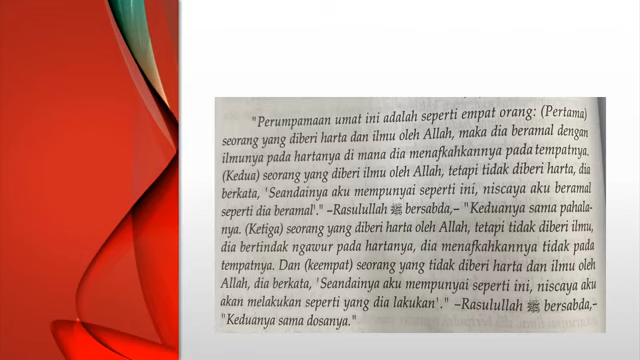 "Perumpamaan umat ini adalah seperti empat orang: (Pertama)
seorang yang diberi harta dan ilmu oleh Allah, maka dia beramal dengan
ilmunya pada hartanya di mana dia menafkahkannya pada tempatnya.
(Kedua) seorang yang diberi ilmu oleh Allah, tetapi tidak diberi harta, dia
berkata, 'Seandainya aku mempunyai seperti ini, niscaya aku beramal
seperti dia beramal'." –Rasulullah ﷺ bersabda,– "Keduanya sama pahala-
nya. (Ketiga) seorang yang diberi harta oleh Allah, tetapi tidak diberi ilmu,
dia bertindak ngawur pada hartanya, dia menafkahkannya tidak pada
tempatnya. Dan (keempat) seorang yang tidak diberi harta dan ilmu oleh
Allah, dia berkata, 'Seandainya aku mempunyai seperti ini, niscaya aku
akan melakukan seperti yang dia lakukan'." –Rasulullah ﷺ bersabda,–
"Keduanya sama dosanya."